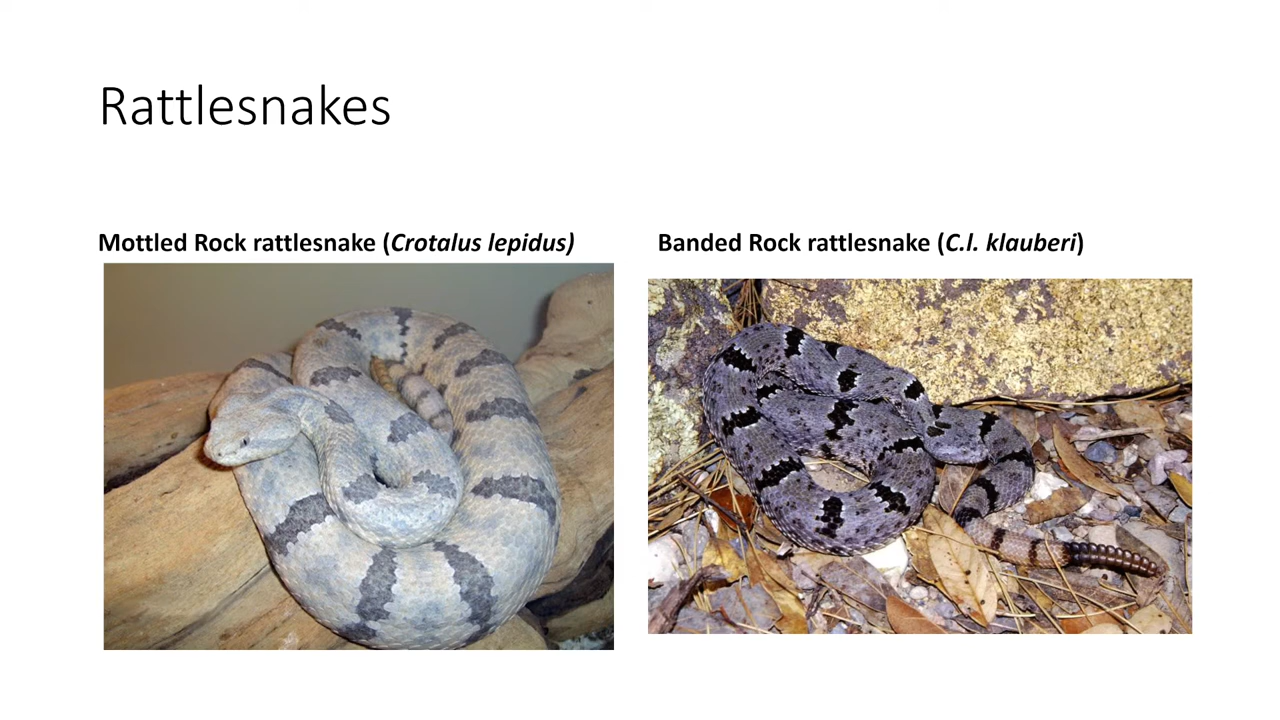 Rattlesnakes
Mottled Rock rattlesnake (Crotalus lepidus)
Banded Rock rattlesnake (C.l. klauberi)